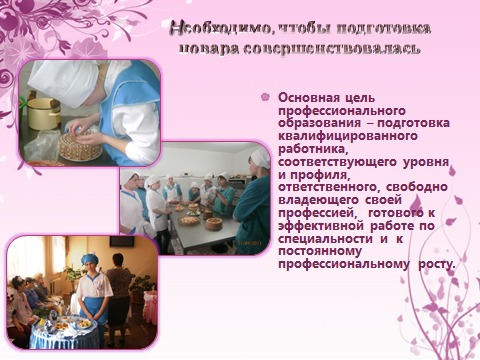 Необходимо, чтобы подготовка
повара совершенствовалась
Основная цель
профессионального
образования – подготовка
квалифицированного
работника,
соответствующего уровня
и профиля,
ответственного, свободно
владеющего своей
профессией, готового к
эффективной работе по
специальности и к
постоянному
профессиональному росту.